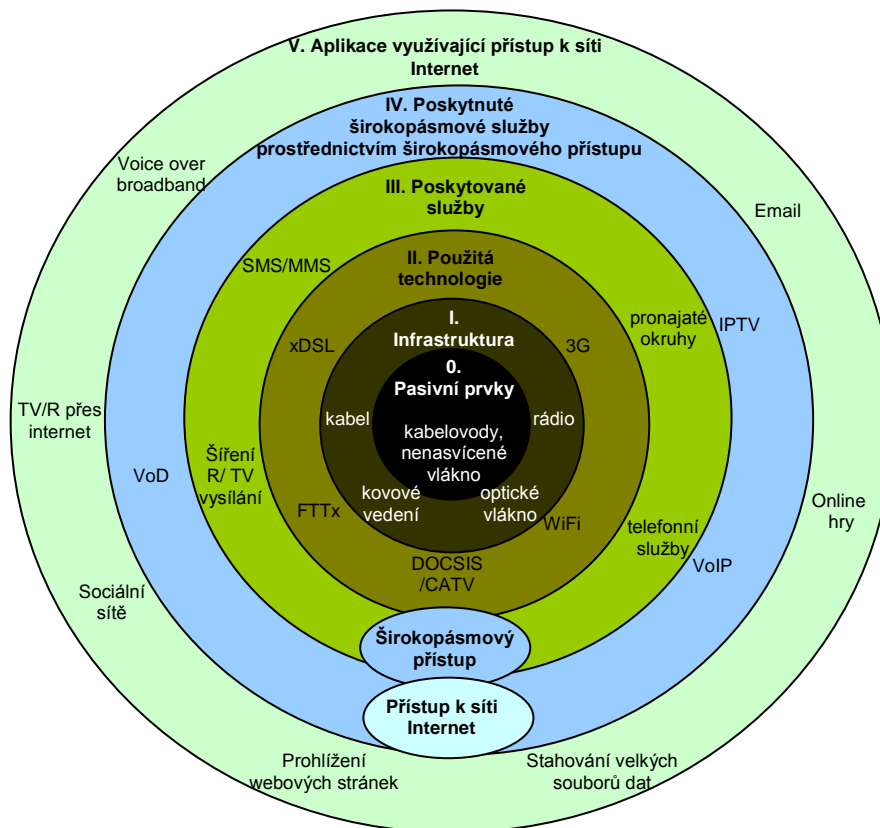 V. Aplikace využívající přístup k síti
Internet
IV. Poskytnuté
širokopásmové služby
prostřednictvím širokopásmového přístupu
Voice over
broadband
III. Poskytované
služby
Email
SMS/MMS
II. Použitá
technologie
pronajaté
okruhy
IPTV
I.
Infrastruktura
xDSL
3G
0.
Pasivní prvky
TV/R přes
internet
kabel
rádio
kabelovody,
nenasvícené
vlákno
Šíření
R/ TV
vysílání
VoD
kovové
vedení
optické
vlákno
FTTx
WiFi
Online
hry
telefonní
služby
VoIP
DOCSIS
/CATV
Sociální
sítě
Širokopásmový
přístup
Přístup k síti
Internet
Prohlížení
webových stránek
Stahování velkých
souborů dat